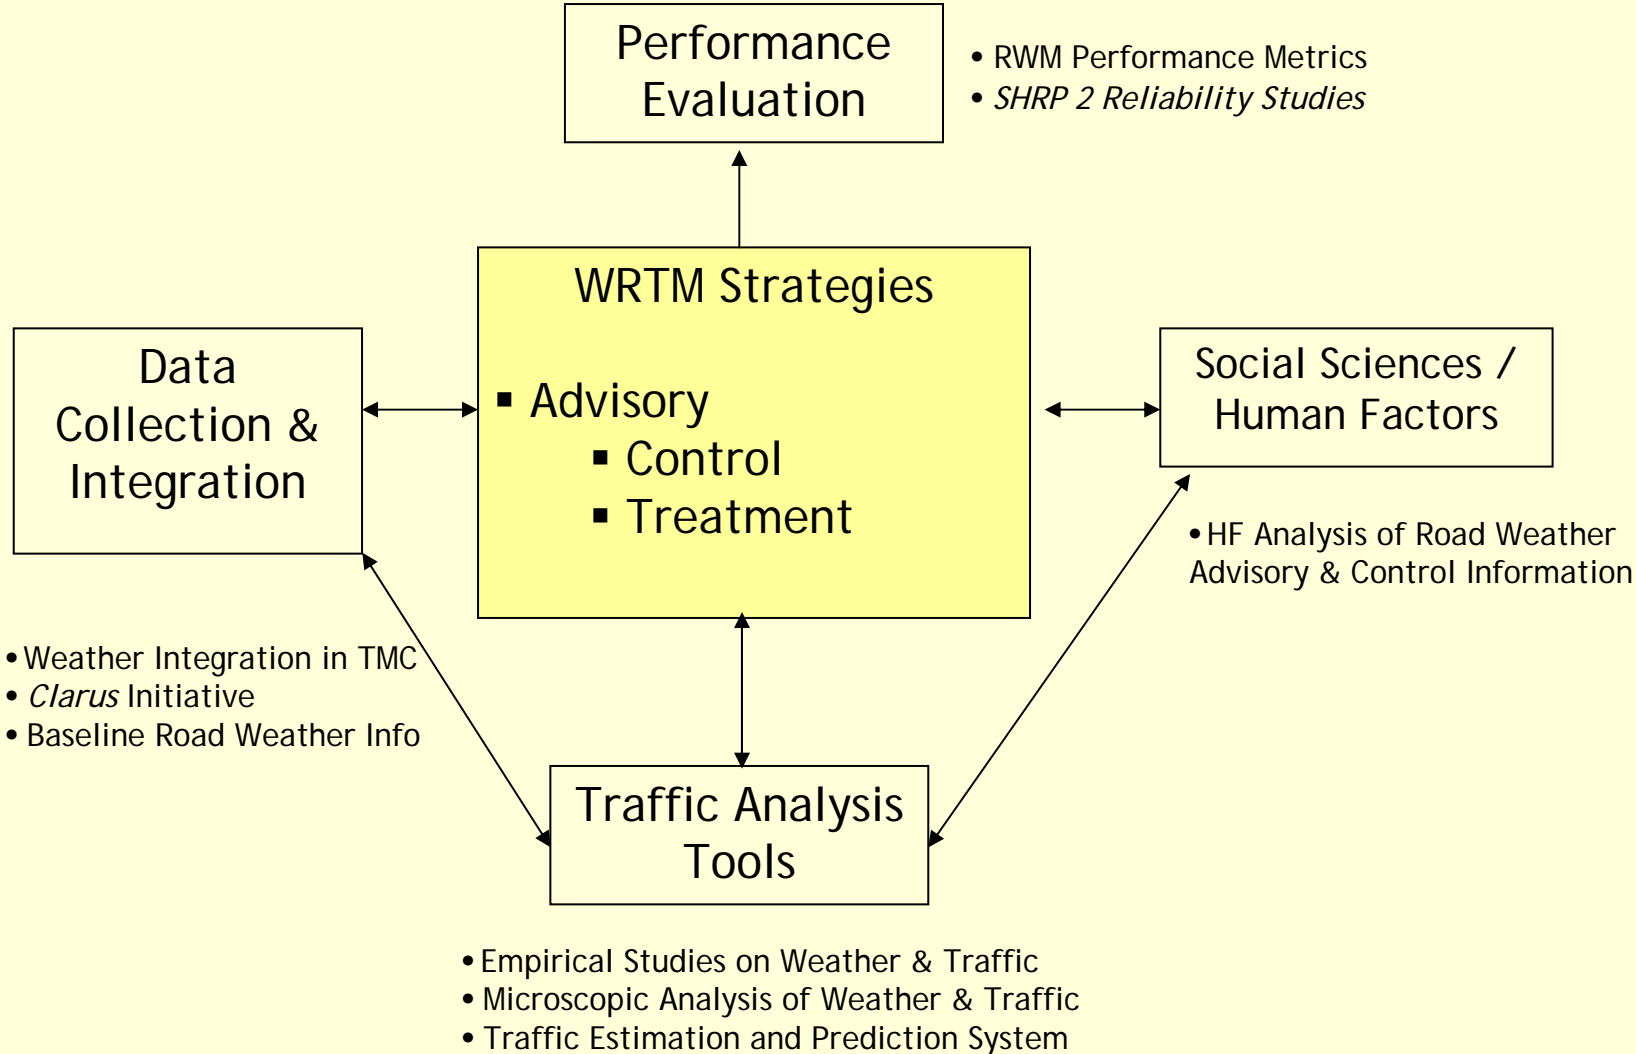 Performance
Evaluation
• RWM Performance Metrics
• SHRP 2 Reliability Studies
WRTM Strategies
▪ Advisory
▪ Control
▪ Treatment
Data
Collection &
Integration
Social Sciences /
Human Factors
• HF Analysis of Road Weather
Advisory & Control Information
• Weather Integration in TMC
• Clarus Initiative
• Baseline Road Weather Info
Traffic Analysis
Tools
• Empirical Studies on Weather & Traffic
• Microscopic Analysis of Weather & Traffic
• Traffic Estimation and Prediction System